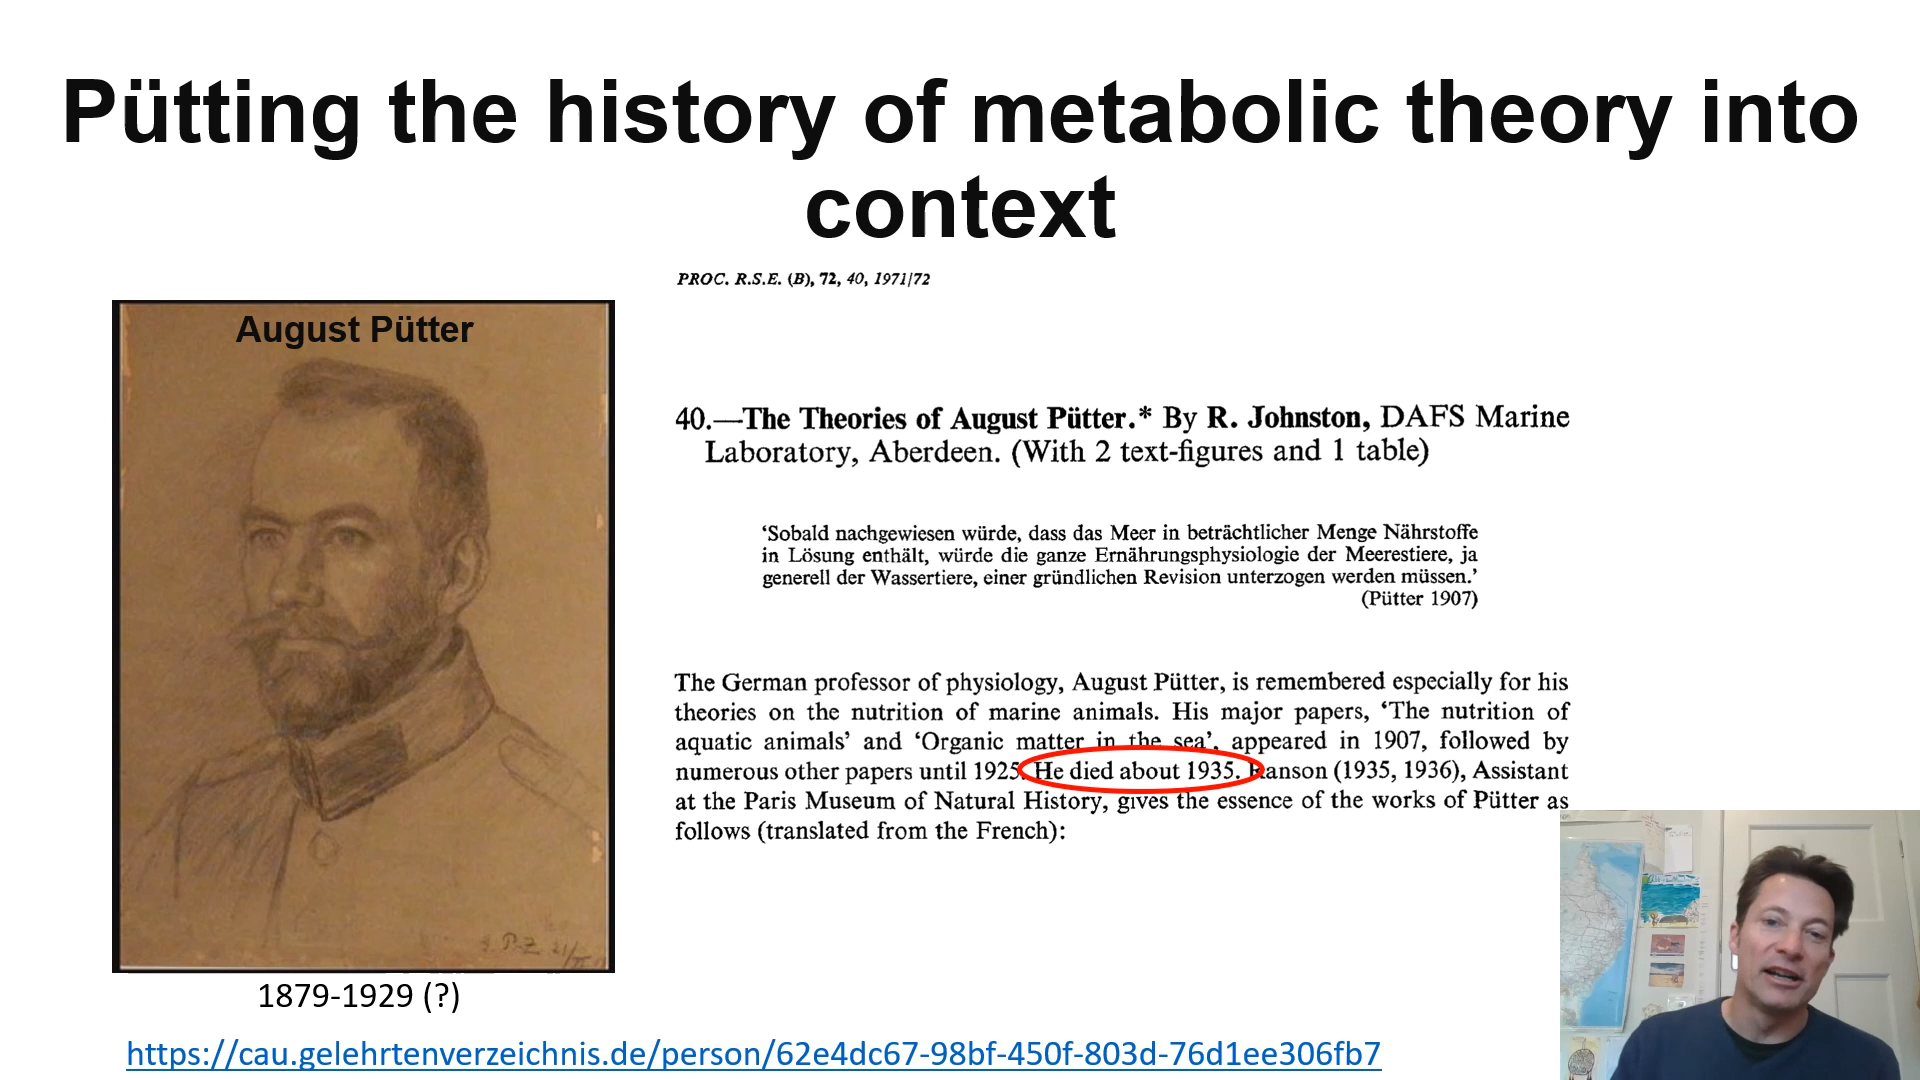 Pütting the history of metabolic theory into
context
PROC. R.S.E. (B), 72, 40, 1971/72
August Pütter
40.—The Theories of August Pütter.* By R. Johnston, DAFS Marine
Laboratory, Aberdeen. (With 2 text-figures and 1 table)
‘Sobald nachgewiesen würde, dass das Meer in beträchtlicher Menge Nährstoffe
in Lösung enthält, würde die ganze Ernährungsphysiologie der Meerestiere, ja
generell der Wassertiere, einer gründlichen Revision unterzogen werden müssen.’
(Pütter 1907)
The German professor of physiology, August Pütter, is remembered especially for his
theories on the nutrition of marine animals. His major papers, ‘The nutrition of
aquatic animals’ and ‘Organic matter in the sea’, appeared in 1907, followed by
numerous other papers until 1925. He died about 1935. Ranson (1935, 1936), Assistant
at the Paris Museum of Natural History, gives the essence of the works of Pütter as
follows (translated from the French):
1879-1929 (?)
https://cau.gelehrtenverzeichnis.de/person/62e4dc67-98bf-450f-803d-76d1ee306fb7